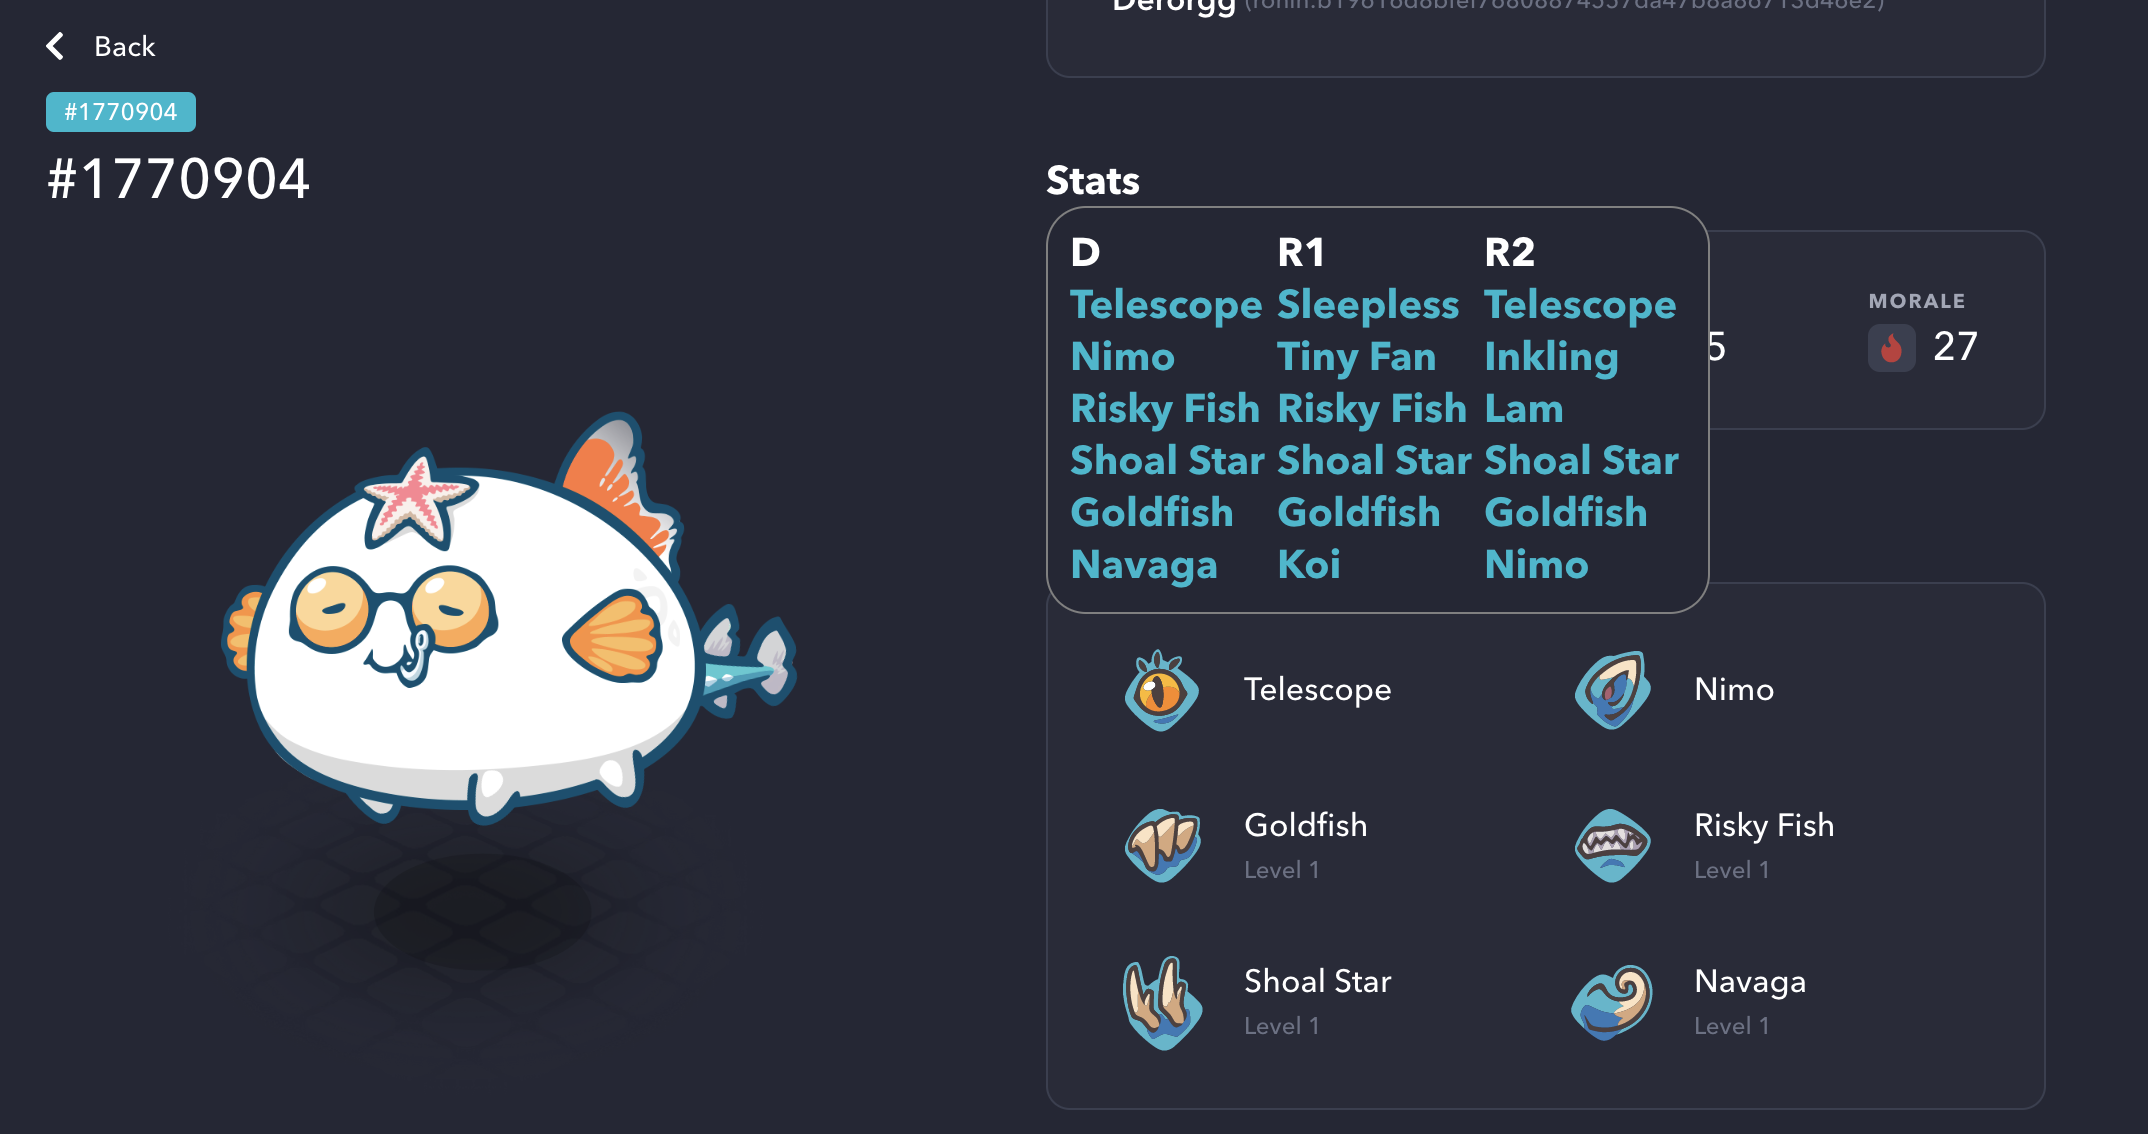 Back
#1770904
#1770904
Deforgg
Stats
D R1 R2
Telescope Sleepless Telescope
Nimo Tiny Fan Inkling
Risky Fish Risky Fish Lam
Shoal Star Shoal Star Shoal Star
Goldfish Goldfish Goldfish
Navaga Koi Nimo
MORALE
5
27
Telescope
Nimo
Goldfish
Level 1
Risky Fish
Level 1
Shoal Star
Level 1
Navaga
Level 1